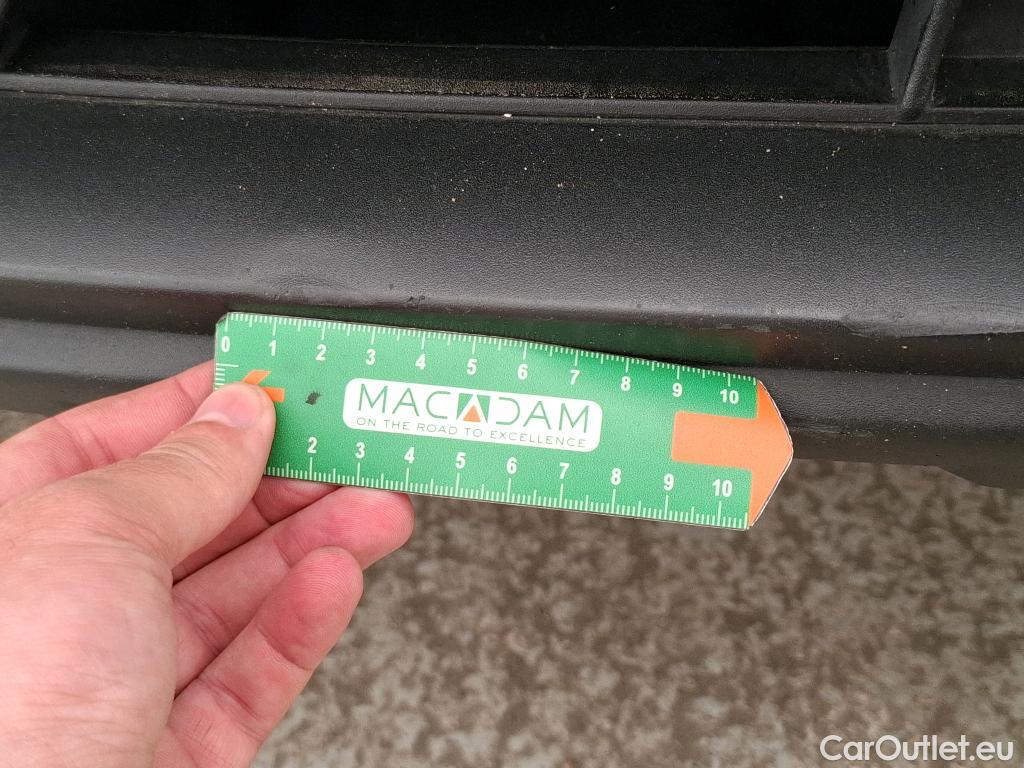 0 1 2 3 4 5 6 7 8 9 10
MACADAM
ON THE ROAD TO EXCELLENCE
2 3 4 5 6 7 8 9 10
CarOutlet.eu